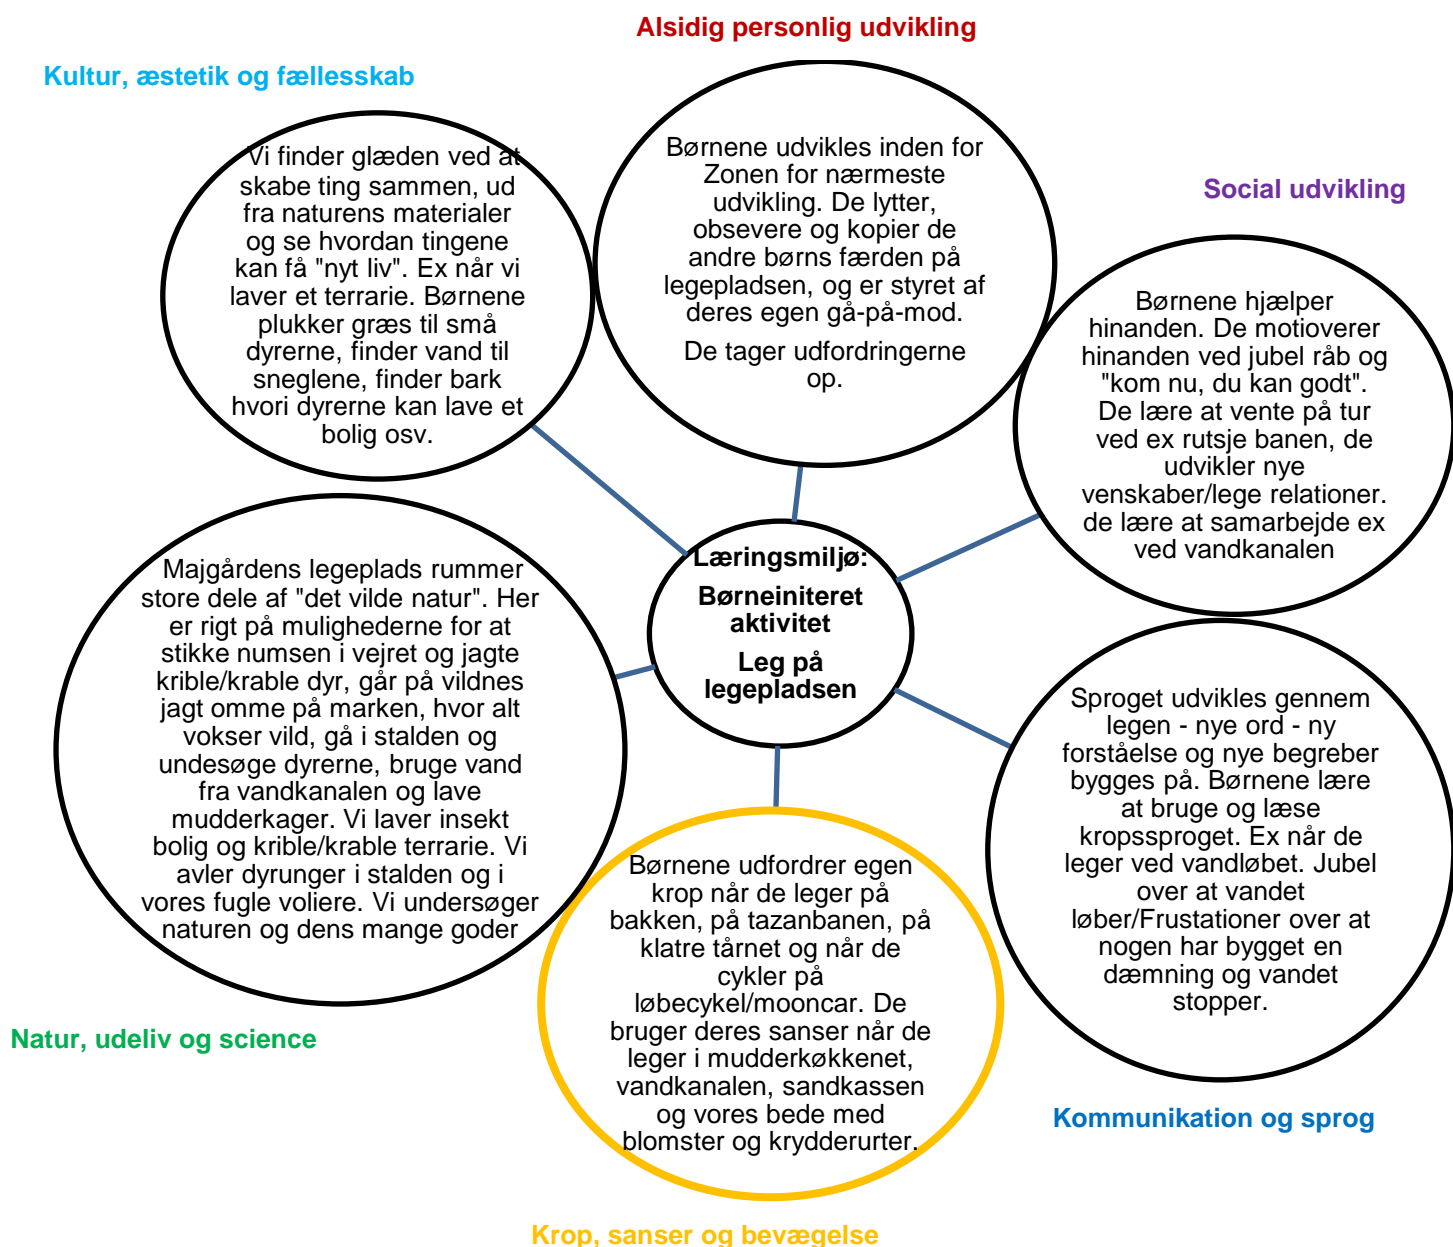 Alsidig personlig udvikling
Kultur, æstetik og fællesskab
Vi finder glæden ved at
skabe ting sammen, ud
fra naturens materialer
og se hvordan tingene
kan få "nyt liv". Ex når vi
laver et terrarie. Børnene
plukker græs til små
dyrerne, finder vand til
sneglene, finder bark
hvori dyrerne kan lave et
bolig osv.
Børnene udvikles inden for
Zonen for nærmeste
udvikling. De lytter,
obsevere og kopier de
andre børns færden på
legepladsen, og er styret af
deres egen gå-på-mod.
De tager udfordringerne
op.
Social udvikling
Børnene hjælper
hinanden. De motioverer
hinanden ved jubel råb og
"kom nu, du kan godt".
De lære at vente på tur
ved ex rutsje banen, de
udvikler nye
venskaber/lege relationer.
de lære at samarbejde ex
ved vandkanalen
Læringsmiljø:
Børneiniteret
aktivitet
Leg på
legepladsen
Majgårdens legeplads rummer
store dele af "det vilde natur". Her
er rigt på mulighederne for at
stikke numsen i vejret og jagte
krible/krable dyr, går på vildnes
jagt omme på marken, hvor alt
vokser vild, gå i stalden og
undesøge dyrerne, bruge vand
fra vandkanalen og lave
mudderkager. Vi laver insekt
bolig og krible/krable terrarie. Vi
avler dyrunger i stalden og i
vores fugle voliere. Vi undersøger
naturen og dens mange goder
Natur, udeliv og science
Sproget udvikles gennem
legen - nye ord - ny
forståelse og nye begreber
bygges på. Børnene lære
at bruge og læse
kropssproget. Ex når de
leger ved vandløbet. Jubel
over at vandet
løber/Frustationer over at
nogen har bygget en
dæmning og vandet
stopper.
Kommunikation og sprog
Børnene udfordrer egen
krop når de leger på
bakken, på tazanbanen, på
klatre tårnet og når de
cykler på
løbecykel/mooncar. De
bruger deres sanser når de
leger i mudderkøkkenet,
vandkanalen, sandkassen
og vores bede med
blomster og krydderurter.
Krop, sanser og bevægelse